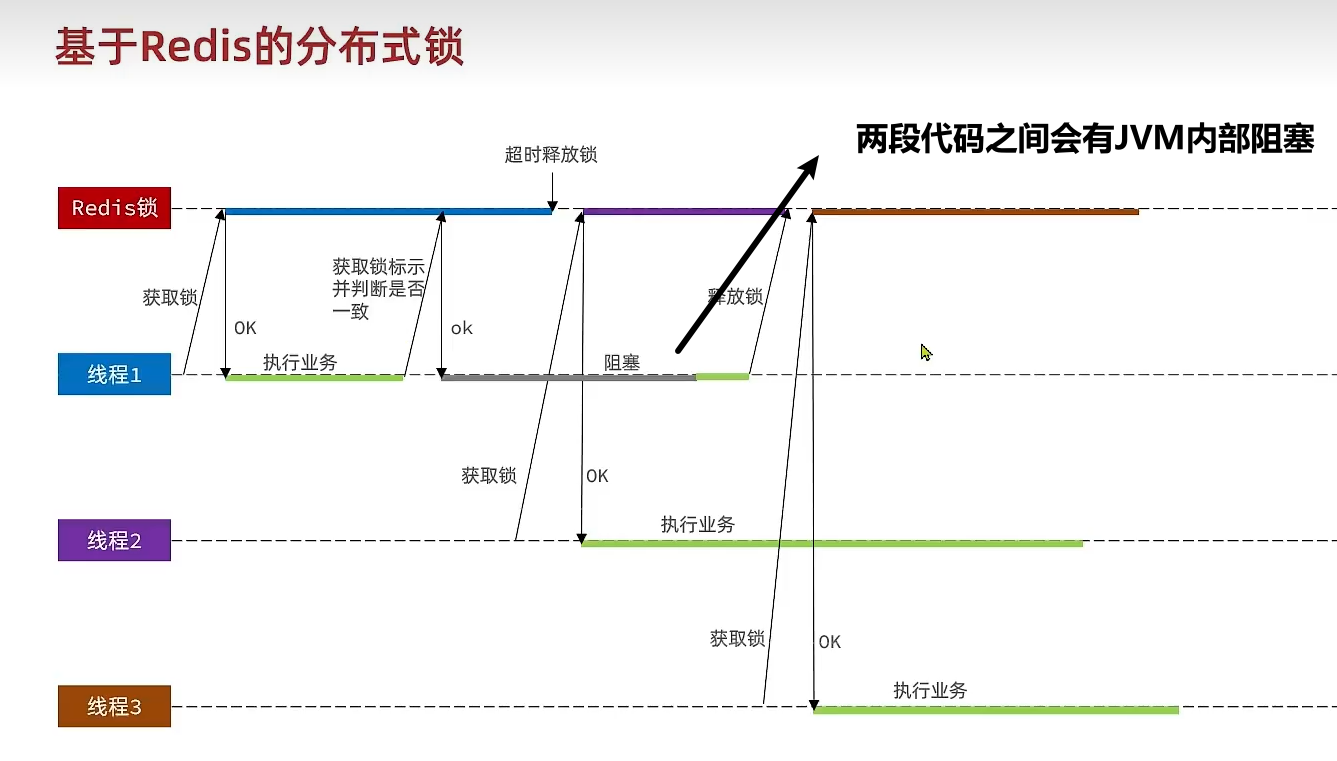 基于Redis的分布式锁
两段代码之间会有JVM内部阻塞
超时释放锁
Redis锁
获取锁
OK
获取锁标示
并判断是否
一致
ok
释放锁
线程1
执行业务
阻塞
获取锁
OK
线程2
执行业务
获取锁
OK
线程3
执行业务